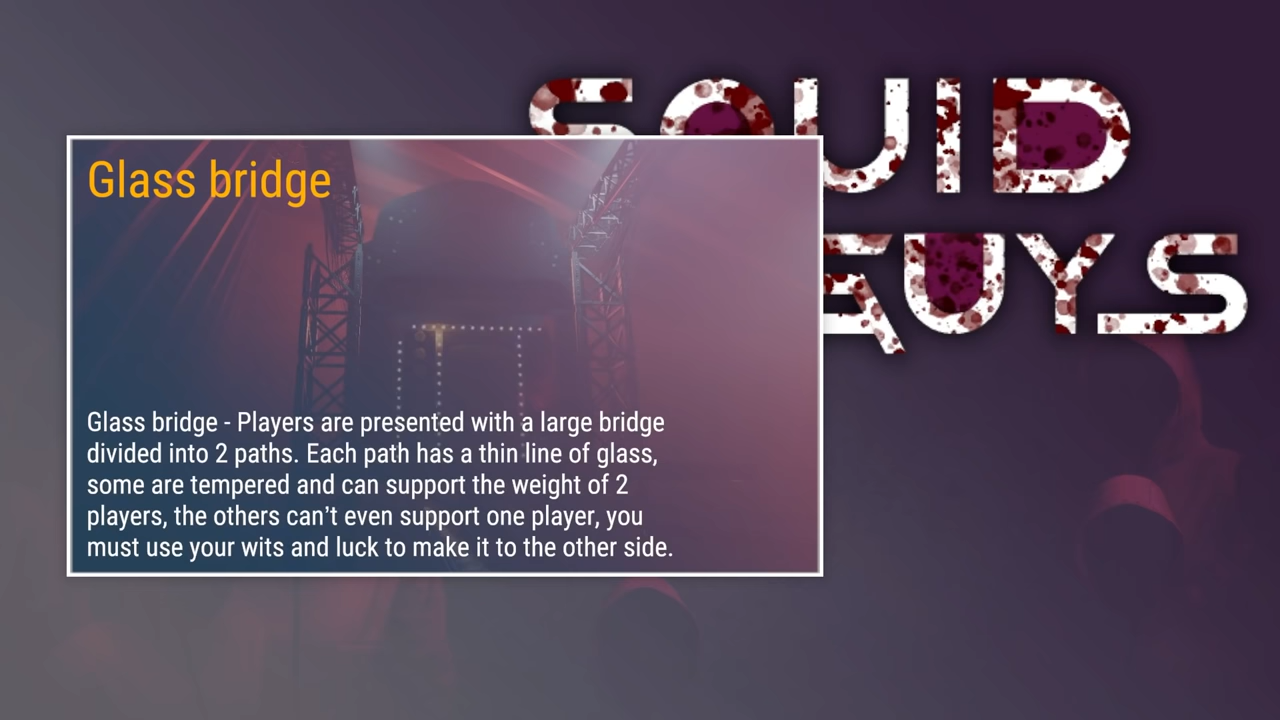 SQUID
GUYS
Glass bridge
Glass bridge - Players are presented with a large bridge
divided into 2 paths. Each path has a thin line of glass,
some are tempered and can support the weight of 2
players, the others can’t even support one player, you
must use your wits and luck to make it to the other side.